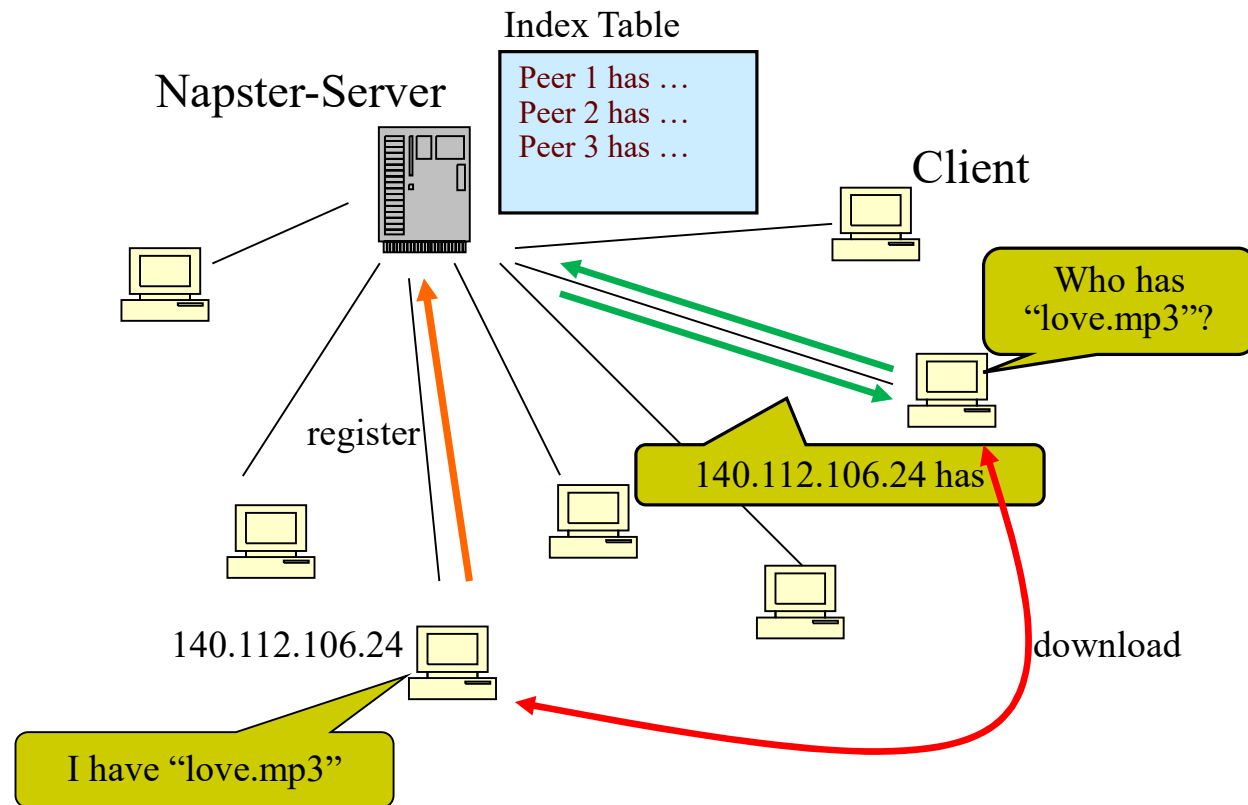 Index Table
Peer 1 has …
Peer 2 has …
Peer 3 has …
Napster-Server
Client
Who has
“love.mp3”?
register
140.112.106.24 has
140.112.106.24
download
I have “love.mp3”